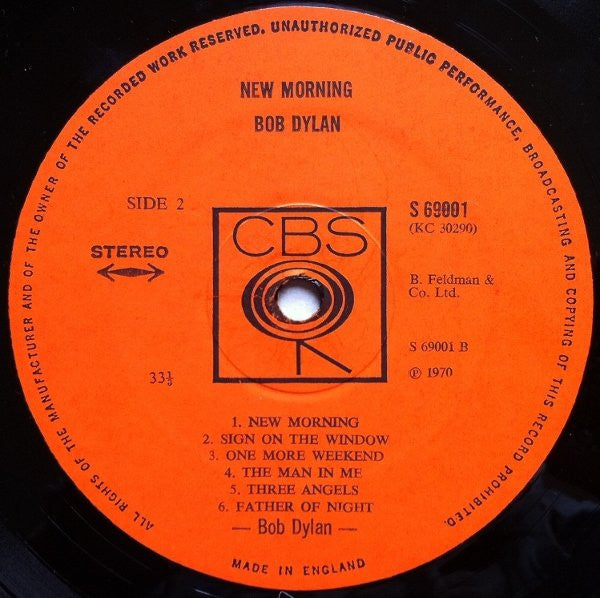 ALL RIGHTS OF THE MANUFACTURER AND OF THE OWNER OF THE RECORDED WORK RESERVED. UNAUTHORIZED PUBLIC PERFORMANCE, BROADCASTING AND COPYING OF THIS RECORD PROHIBITED.
NEW MORNING
BOB DYLAN
SIDE 2
S 69001
(KC 30290)
CBS
STEREO
B. Feldman &
Co. Ltd.
S 69001 B
33⅓
℗ 1970
1. NEW MORNING
2. SIGN ON THE WINDOW
3. ONE MORE WEEKEND
4. THE MAN IN ME
5. THREE ANGELS
6. FATHER OF NIGHT
— Bob Dylan —
MADE IN ENGLAND